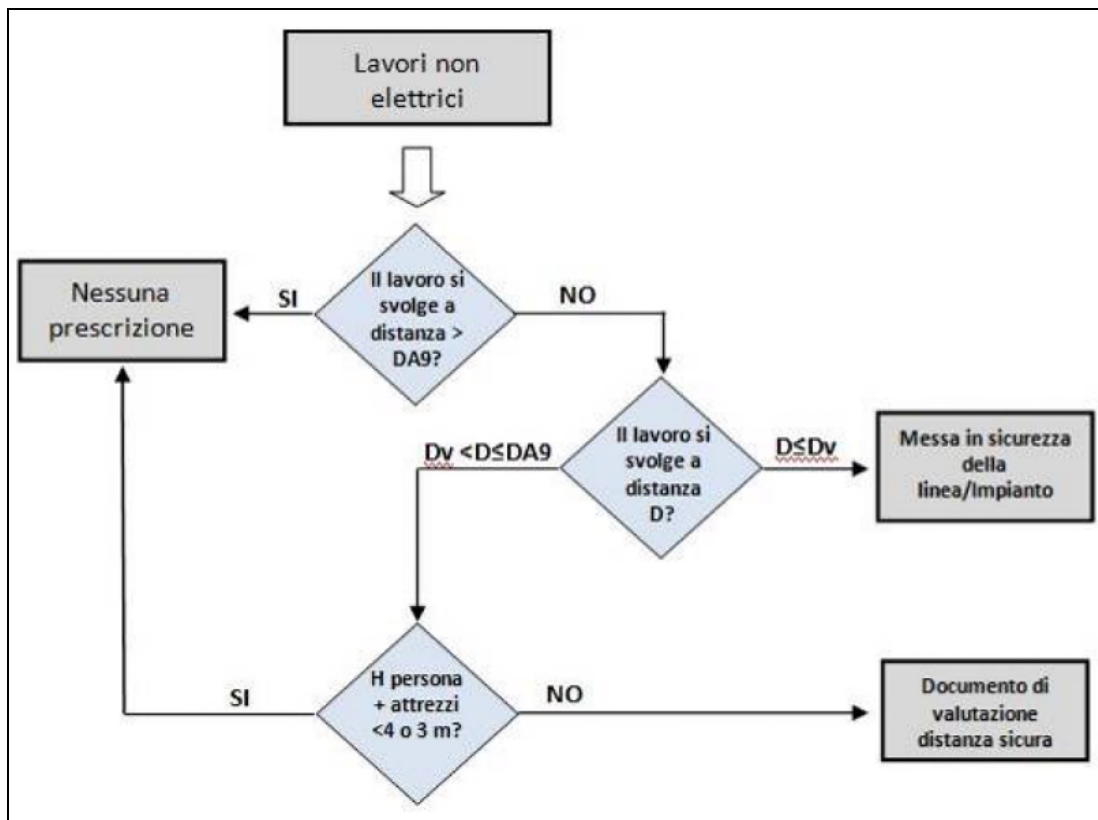 Lavori non
elettrici
Il lavoro si
svolge a
distanza >
DA9?
SI
NO
Nessuna
prescrizione
Il lavoro si
svolge a
distanza
D?
Dv <D≤DA9
D≤Dv
Messa in sicurezza
della
linea/Impianto
H persona
+ attrezzi
<4 o 3 m?
SI
NO
Documento di
valutazione
distanza sicura